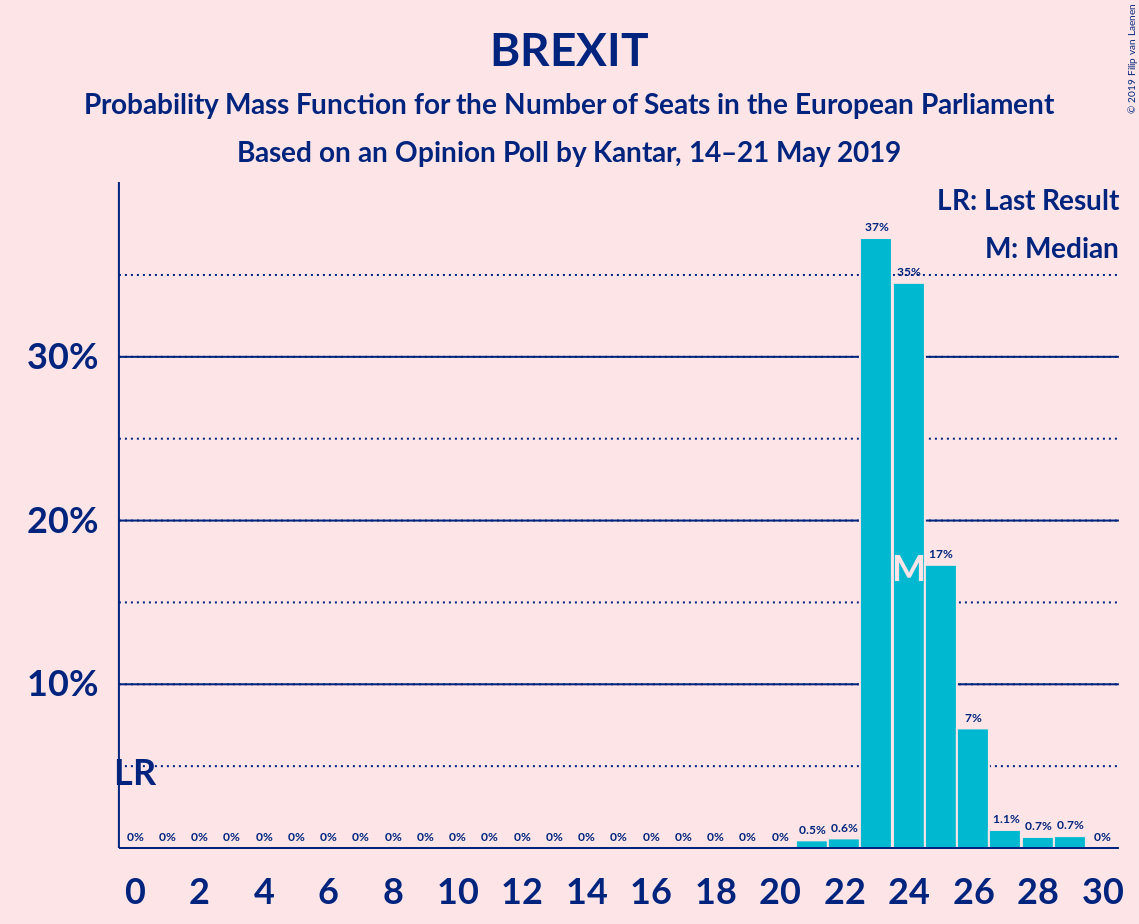 BREXIT
Probability Mass Function for the Number of Seats in the European Parliament
Based on an Opinion Poll by Kantar, 14–21 May 2019
© 2019 Filip van Laenen
LR: Last Result
M: Median
37%
35%
30%
20%
17%
M
10%
7%
LR
0% 0% 0% 0% 0% 0% 0% 0% 0% 0% 0% 0% 0% 0% 0% 0% 0% 0% 0% 0% 0% 0.5% 0.6% 1.1% 0.7% 0.7% 0%
0 2 4 6 8 10 12 14 16 18 20 22 24 26 28 30